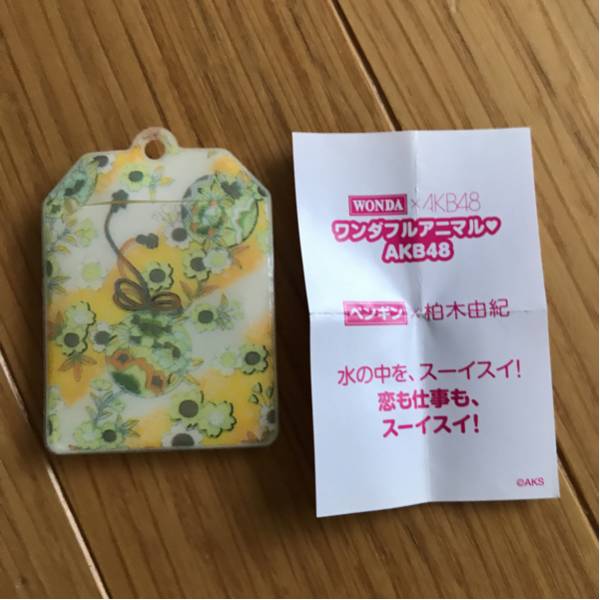 WONDA×AKB48
ワンダフルアニマル♡
AKB48
ペンギン×柏木由紀
水の中を、スーイスイ!
恋も仕事も、
スーイスイ!
©AKS